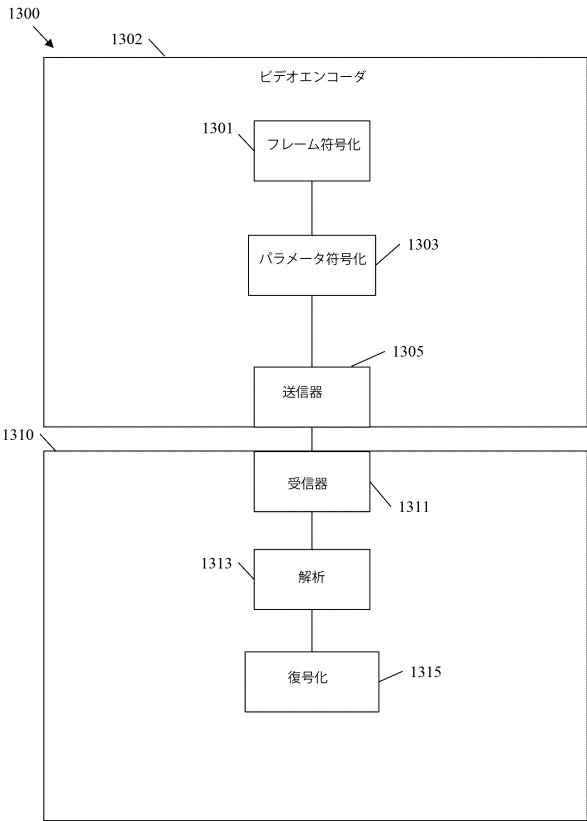 1300
1302
ビデオエンコーダ
1301
フレーム符号化
1303
パラメータ符号化
1305
送信器
1310
受信器
1311
1313
解析
復号化
1315